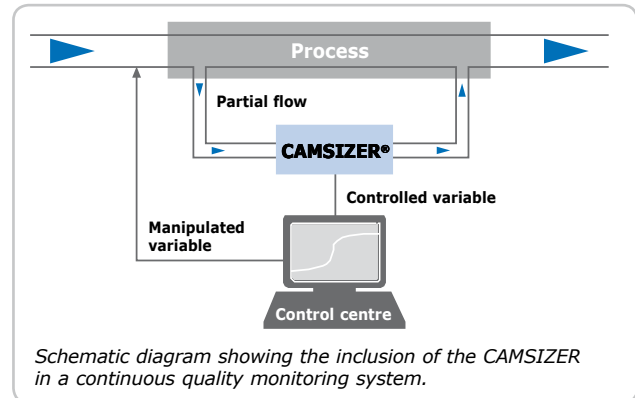 Process
Partial flow
CAMSIZER®
Controlled variable
Manipulated
variable
Control centre
Schematic diagram showing the inclusion of the CAMSIZER
in a continuous quality monitoring system.